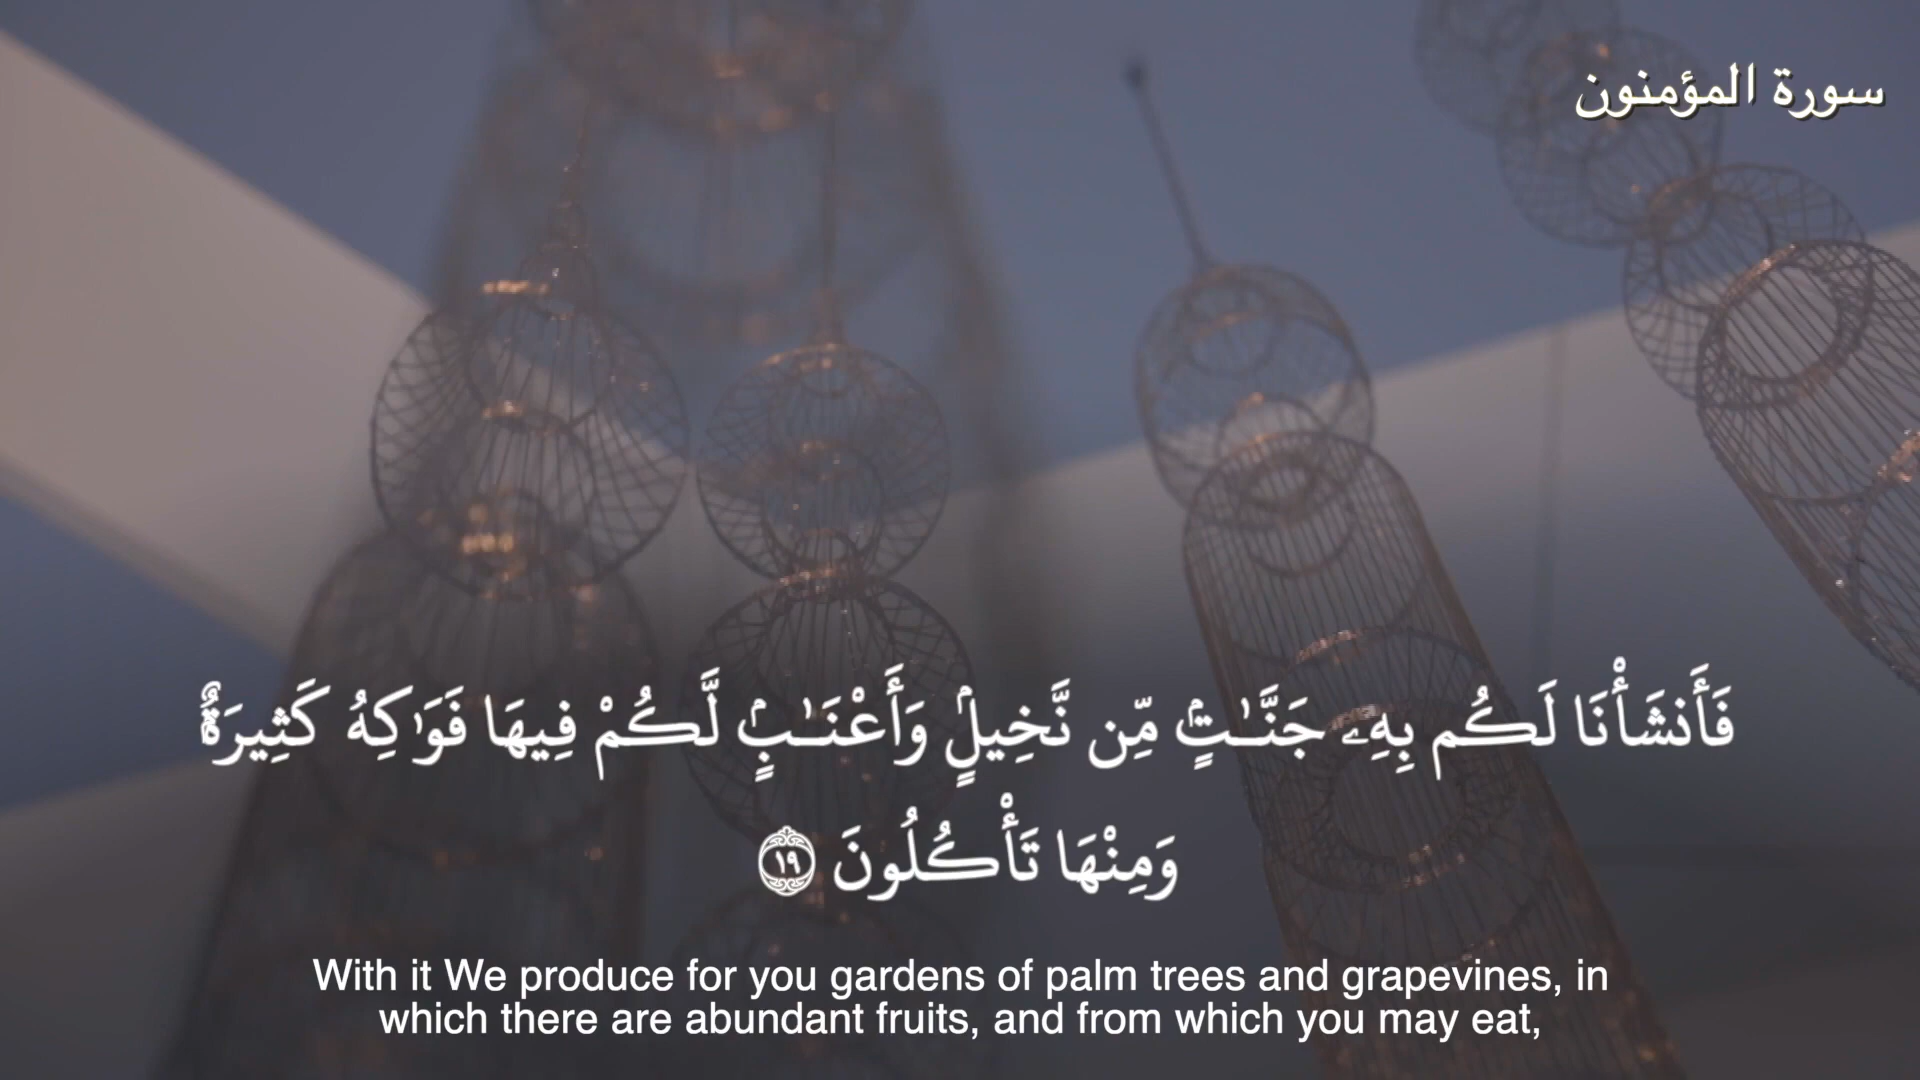 سورة المؤمنون
فَأَنشَأْنَا لَكُم بِهِۦ جَنَّـٰتٍۢ مِّن نَّخِيلٍۢ وَأَعْنَـٰبٍۢ لَّكُمْ فِيهَا فَوَٰكِهُ كَثِيرَةٌۭ
وَمِنْهَا تَأْكُلُونَ ١٩
With it We produce for you gardens of palm trees and grapevines, in
which there are abundant fruits, and from which you may eat,